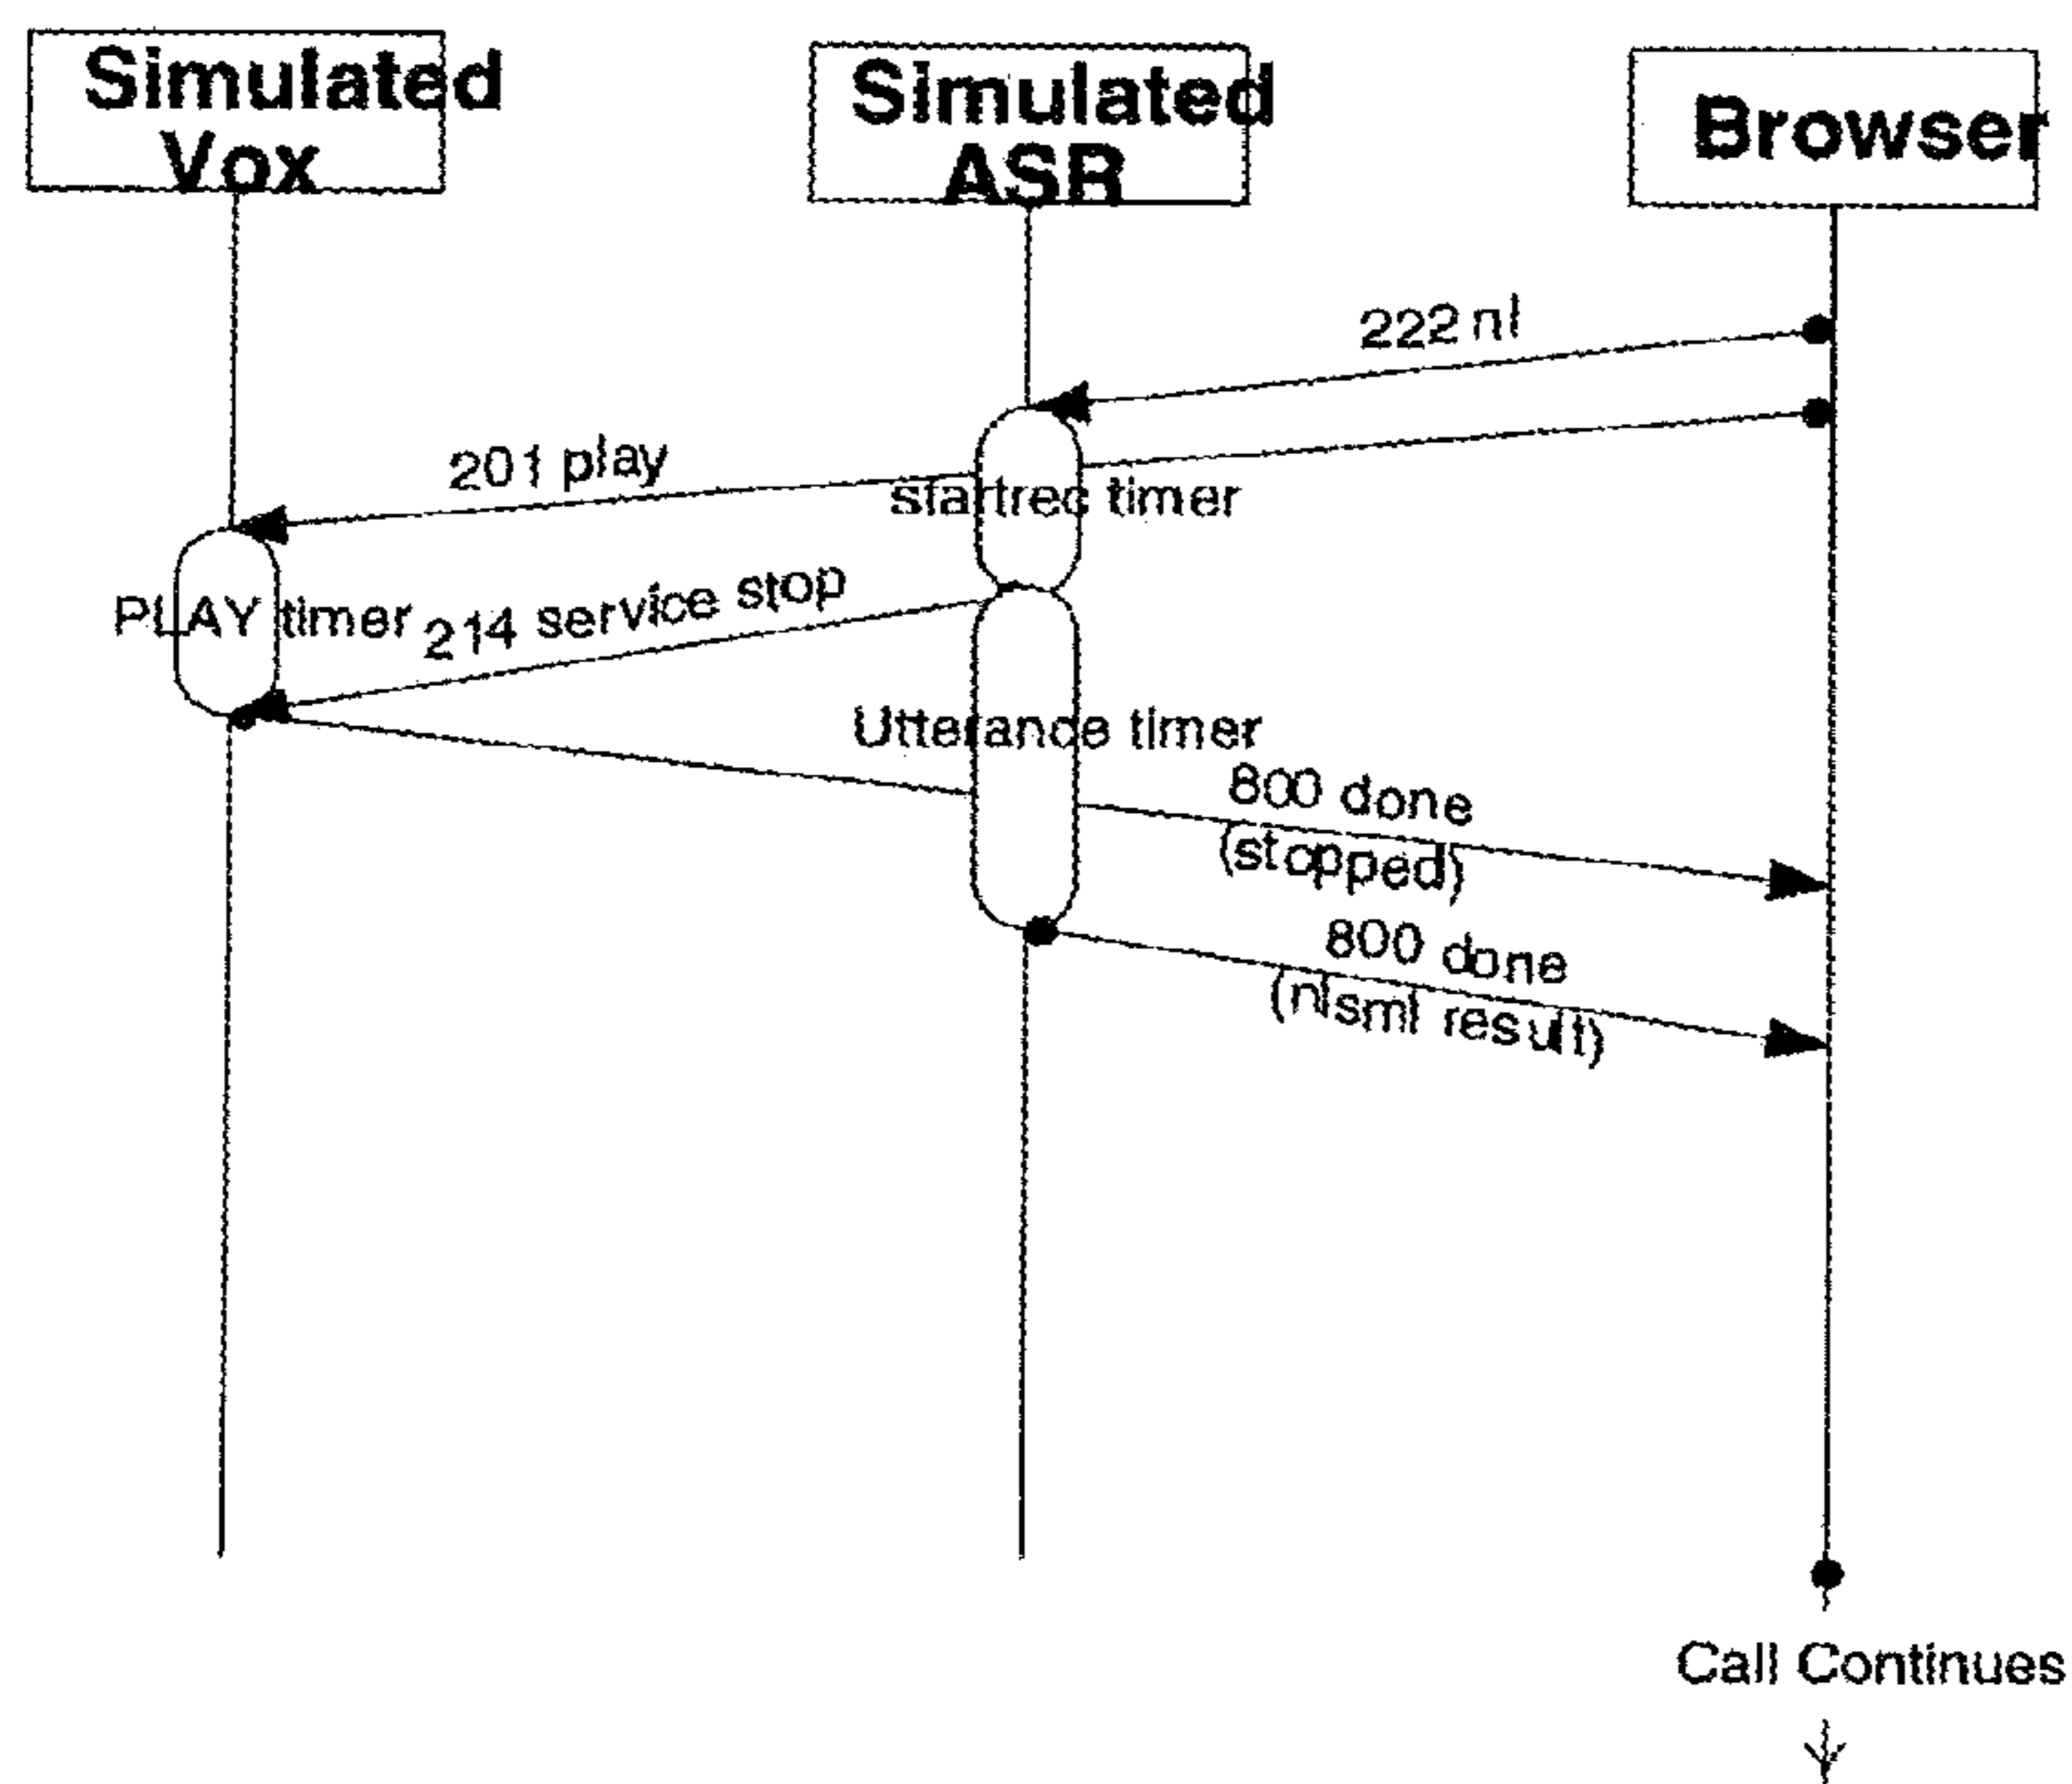 Simulated
Vox
Simulated
ASR
Browser
222 nl
201 play
startrec timer
PLAY timer
214 service stop
Utterance timer
800 done
(stopped)
800 done
(nlsml result)
Call Continues